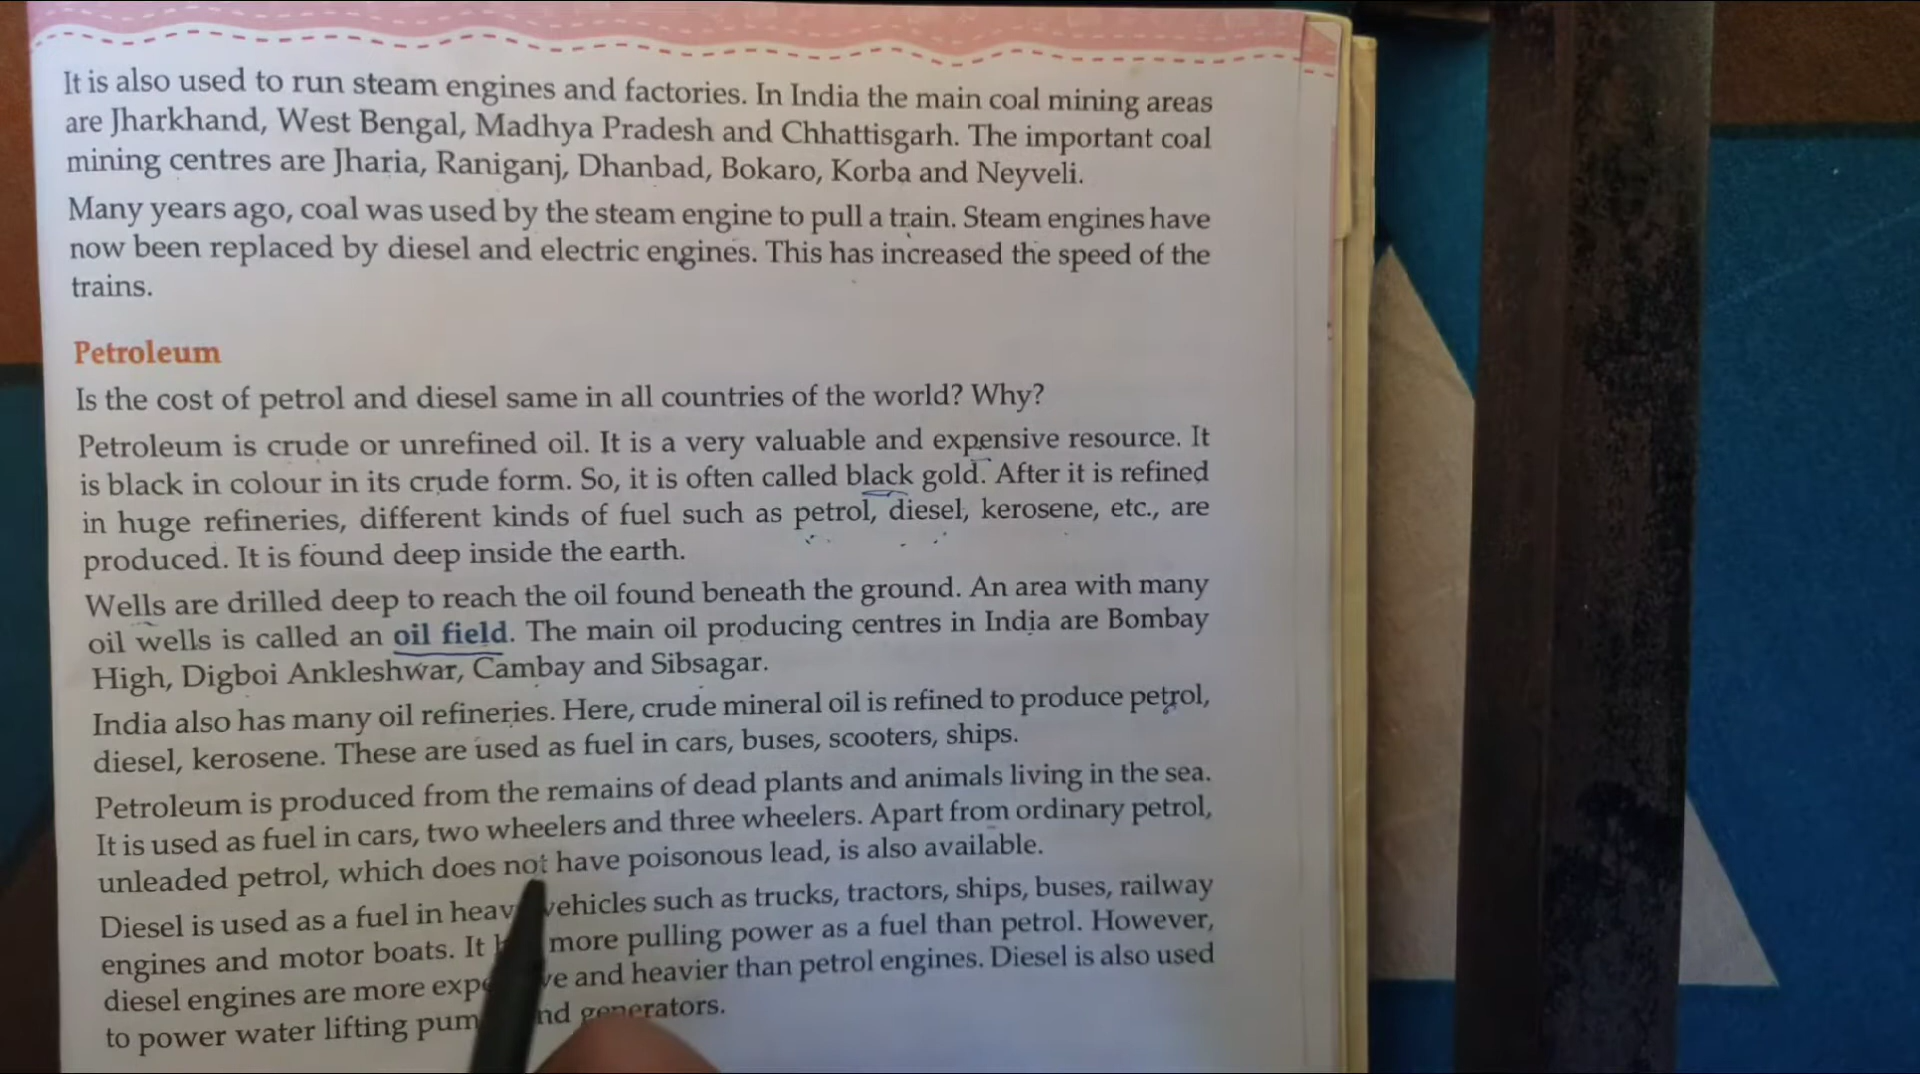 It is also used to run steam engines and factories. In India the main coal mining areas
are Jharkhand, West Bengal, Madhya Pradesh and Chhattisgarh. The important coal
mining centres are Jharia, Raniganj, Dhanbad, Bokaro, Korba and Neyveli.
Many years ago, coal was used by the steam engine to pull a train. Steam engines have
now been replaced by diesel and electric engines. This has increased the speed of the
trains.
Petroleum
Is the cost of petrol and diesel same in all countries of the world? Why?
Petroleum is crude or unrefined oil. It is a very valuable and expensive resource. It
is black in colour in its crude form. So, it is often called black gold. After it is refined
in huge refineries, different kinds of fuel such as petrol, diesel, kerosene, etc., are
produced. It is found deep inside the earth.
Wells are drilled deep to reach the oil found beneath the ground. An area with many
oil wells is called an oil field. The main oil producing centres in India are Bombay
High, Digboi Ankleshwar, Cambay and Sibsagar.
India also has many oil refineries. Here, crude mineral oil is refined to produce petrol,
diesel, kerosene. These are used as fuel in cars, buses, scooters, ships.
Petroleum is produced from the remains of dead plants and animals living in the sea.
It is used as fuel in cars, two wheelers and three wheelers. Apart from ordinary petrol,
unleaded petrol, which does not have poisonous lead, is also available.
Diesel is used as a fuel in heavy vehicles such as trucks, tractors, ships, buses, railway
engines and motor boats. It more pulling power as a fuel than petrol. However,
diesel engines are more and heavier than petrol engines. Diesel is also used
to power water lifting and generators.